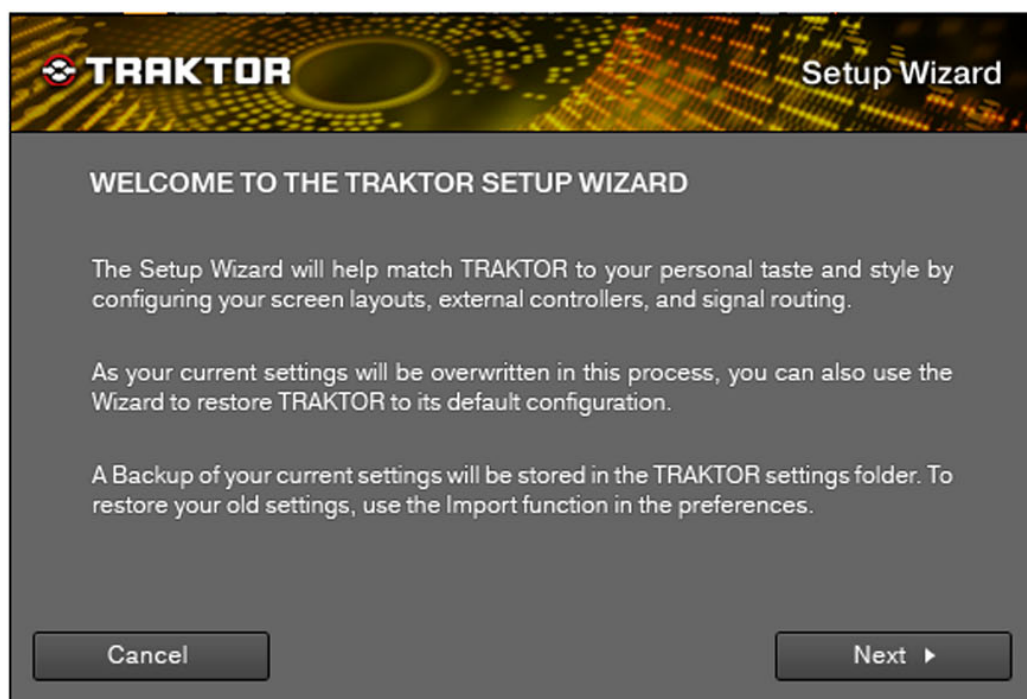 TRAKTOR
Setup Wizard
WELCOME TO THE TRAKTOR SETUP WIZARD
The Setup Wizard will help match TRAKTOR to your personal taste and style by
configuring your screen layouts, external controllers, and signal routing.
As your current settings will be overwritten in this process, you can also use the
Wizard to restore TRAKTOR to its default configuration.
A Backup of your current settings will be stored in the TRAKTOR settings folder. To
restore your old settings, use the Import function in the preferences.
Cancel
Next